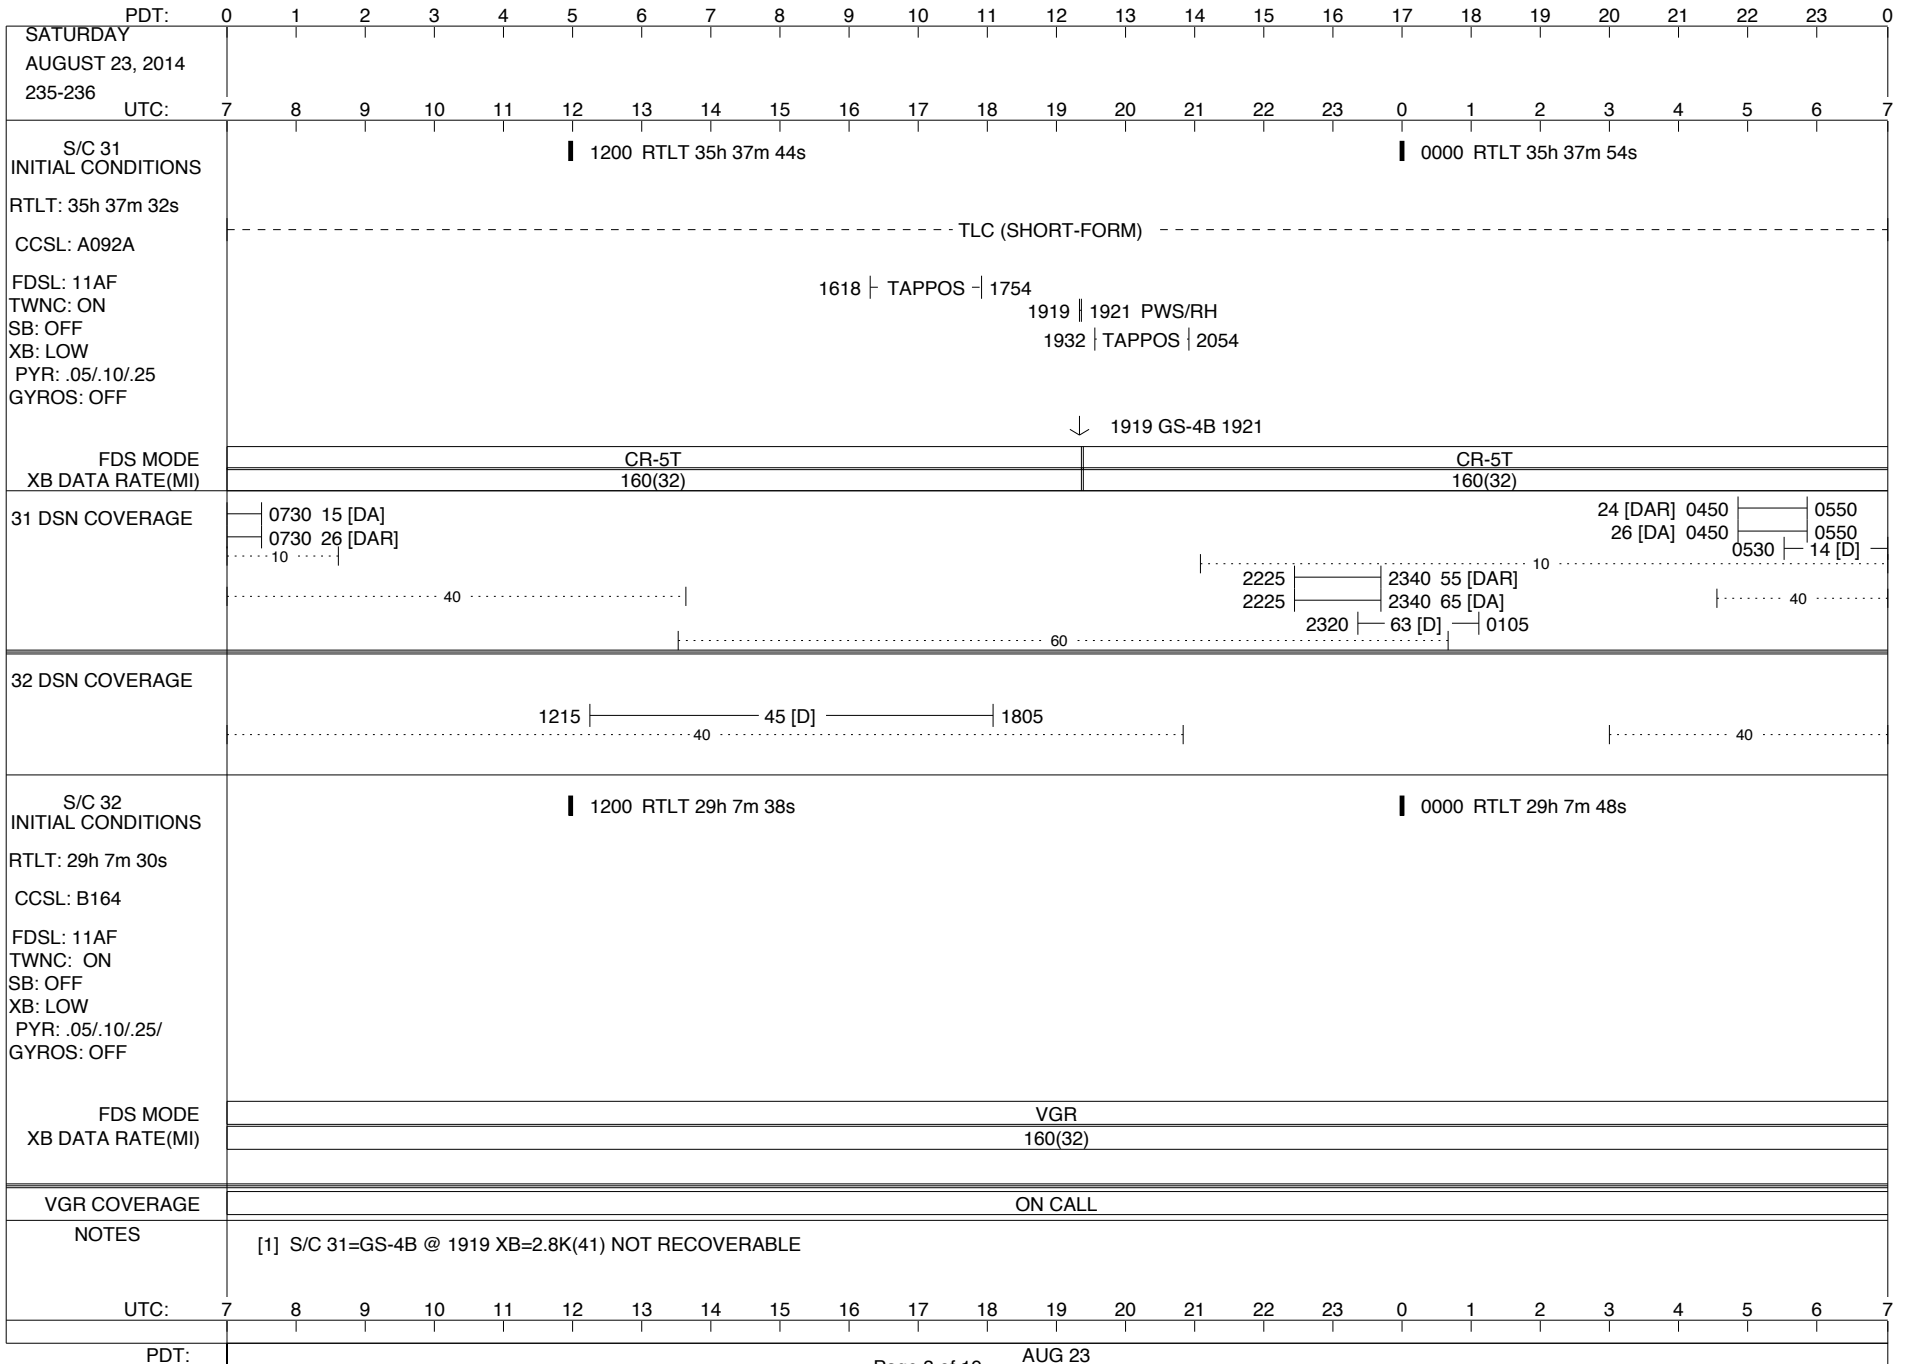 PDT: 0 1 2 3 4 5 6 7 8 9 10 11 12 13 14 15 16 17 18 19 20 21 22 23 0
SATURDAY
AUGUST 23, 2014
235-236
UTC: 7 8 9 10 11 12 13 14 15 16 17 18 19 20 21 22 23 0 1 2 3 4 5 6 7
S/C 31
INITIAL CONDITIONS
1200 RTLT 35h 37m 44s
0000 RTLT 35h 37m 54s
RTLT: 35h 37m 32s
TLC (SHORT-FORM)
CCSL: A092A
FDSL: 11AF
1618 TAPPOS 1754
TWNC: ON
1919 1921 PWS/RH
SB: OFF
1932 TAPPOS 2054
XB: LOW
PYR: .05/.10/.25
GYROS: OFF
1919 GS-4B 1921
FDS MODE CR-5T CR-5T
XB DATA RATE(MI) 160(32) 160(32)
31 DSN COVERAGE
0730 15 [DA]
24 [DAR] 0450 0550
0730 26 [DAR]
26 [DA] 0450 0550
10
0530 14 [D]
10
2225 2340 55 [DAR]
40
2225 2340 65 [DA]
40
2320 63 [D] 0105
60
32 DSN COVERAGE
1215 45 [D] 1805
40
40
S/C 32
INITIAL CONDITIONS
1200 RTLT 29h 7m 38s
0000 RTLT 29h 7m 48s
RTLT: 29h 7m 30s
CCSL: B164
FDSL: 11AF
TWNC: ON
SB: OFF
XB: LOW
PYR: .05/.10/.25/
GYROS: OFF
FDS MODE VGR
XB DATA RATE(MI) 160(32)
VGR COVERAGE ON CALL
NOTES
[1] S/C 31=GS-4B @ 1919 XB=2.8K(41) NOT RECOVERABLE
UTC: 7 8 9 10 11 12 13 14 15 16 17 18 19 20 21 22 23 0 1 2 3 4 5 6 7
PDT: AUG 23